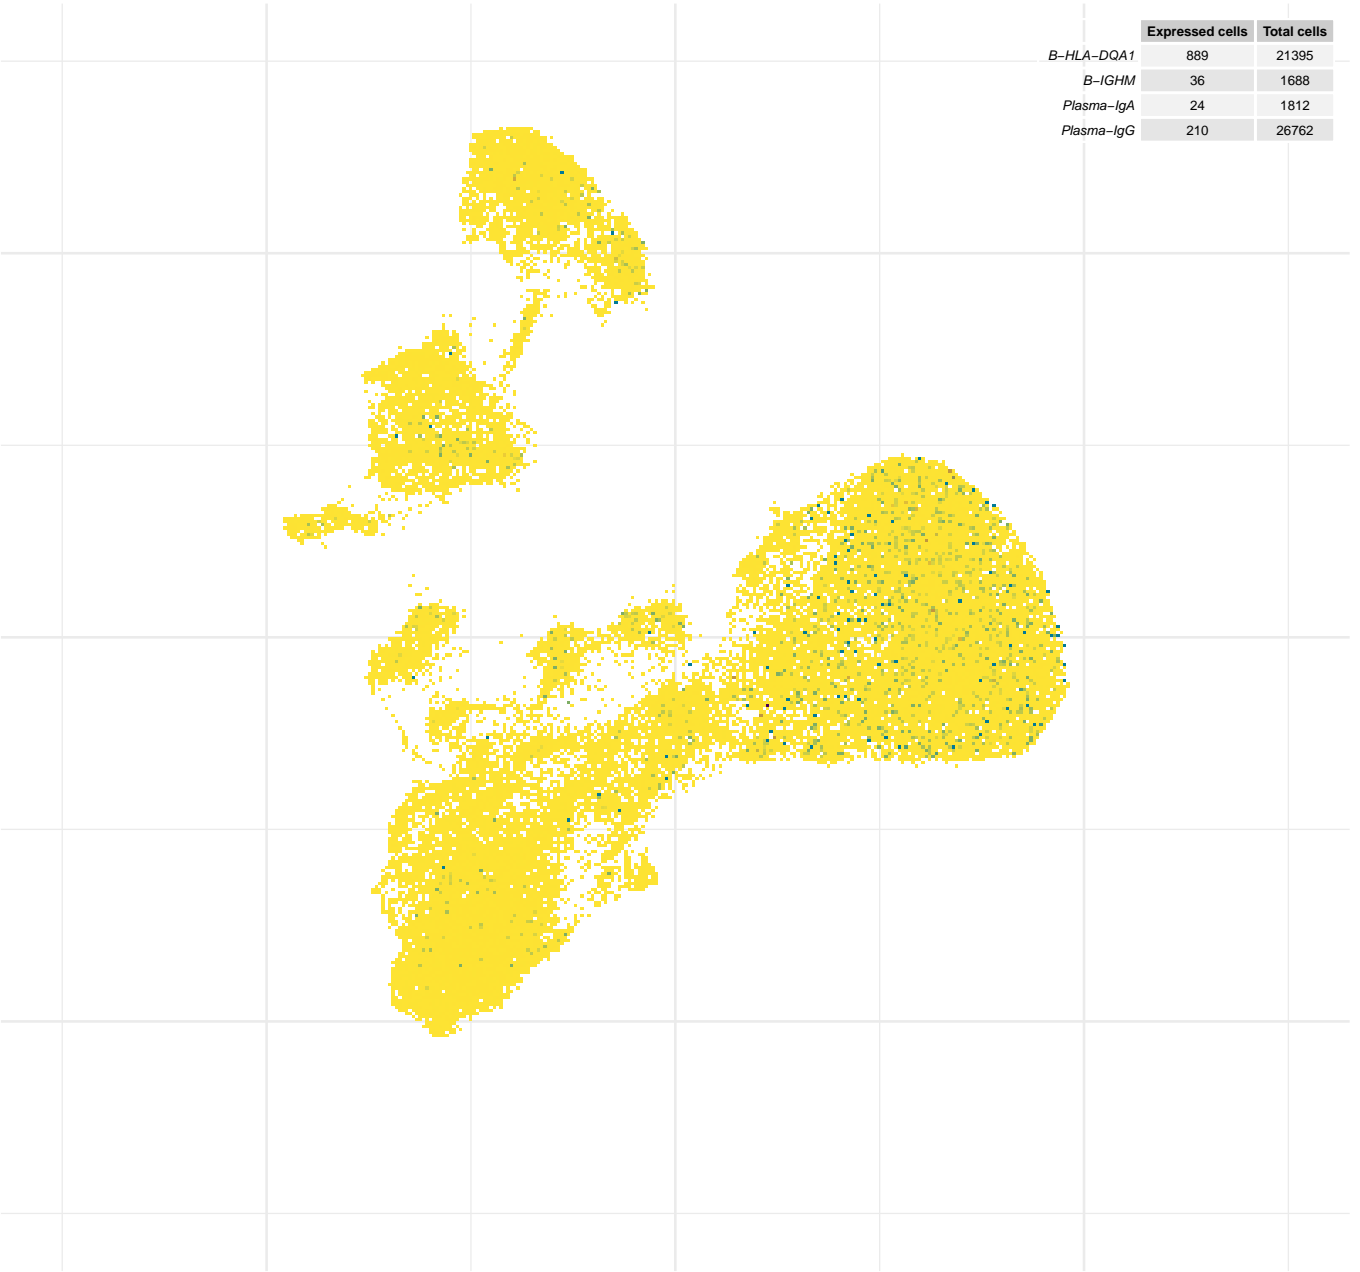 Expressed cells Total cells
B−HLA−DQA1 889 21395
B−IGHM 36 1688
Plasma−IgA 24 1812
Plasma−IgG 210 26762